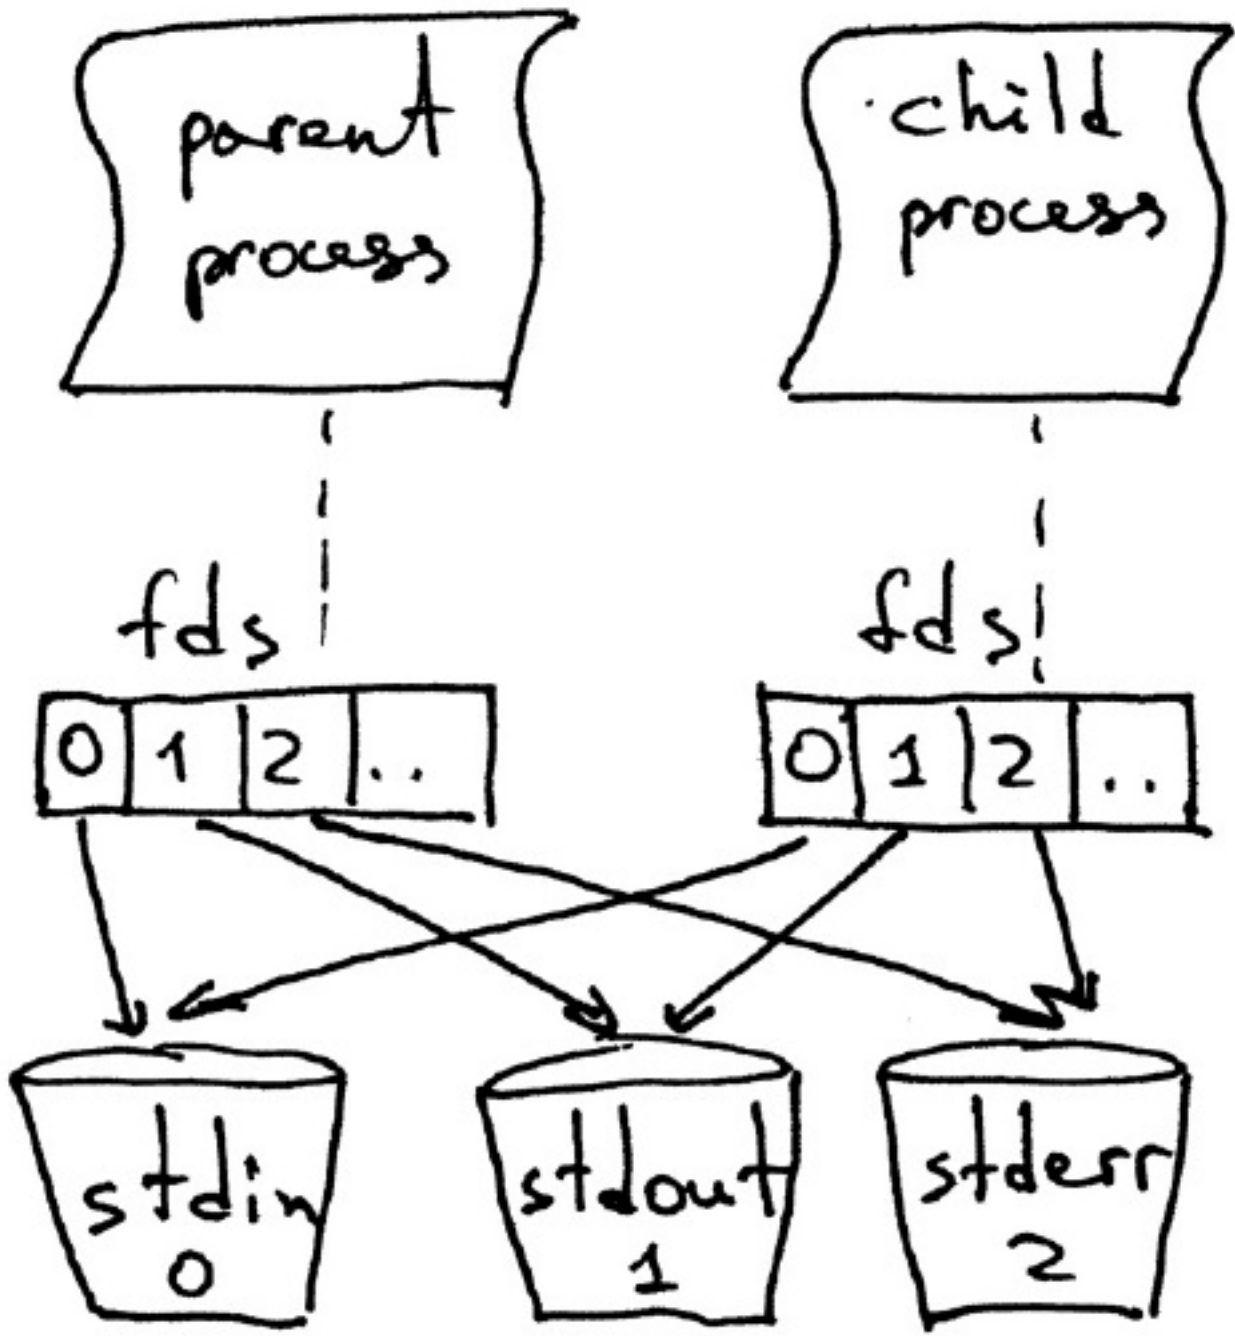 parent
process
child
process
fds
fds
0 1 2 ..
0 1 2 ..
stdin
0
stdout
1
stderr
2